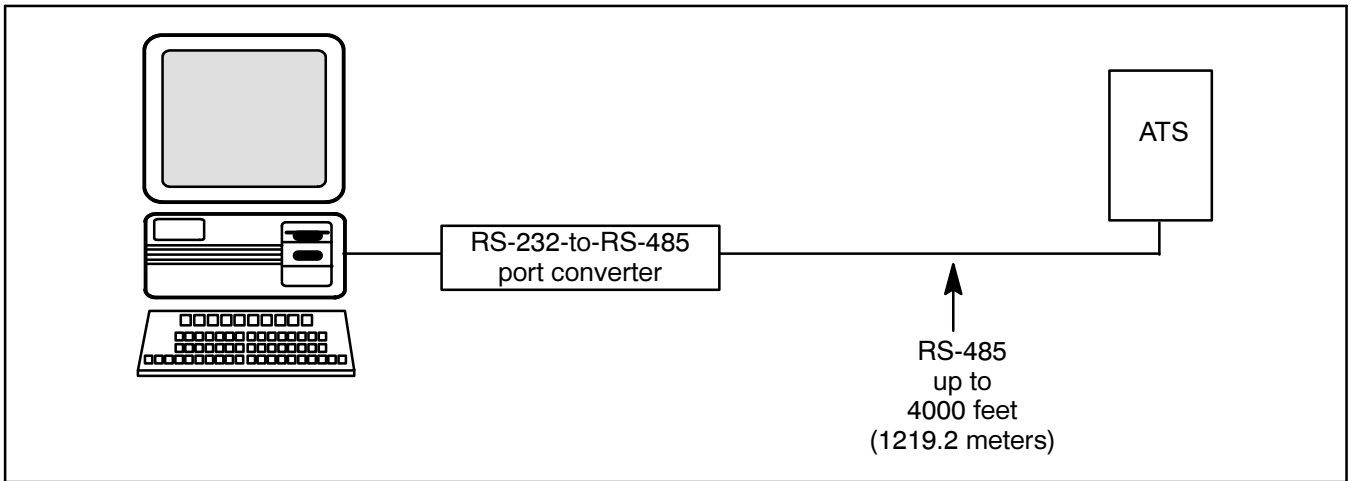 ATS
RS-232-to-RS-485
port converter
RS-485
up to
4000 feet
(1219.2 meters)